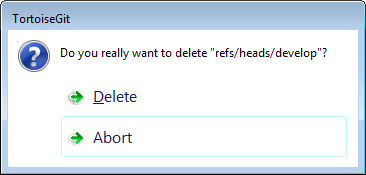 TortoiseGit
Do you really want to delete "refs/heads/develop"?
Delete
Abort